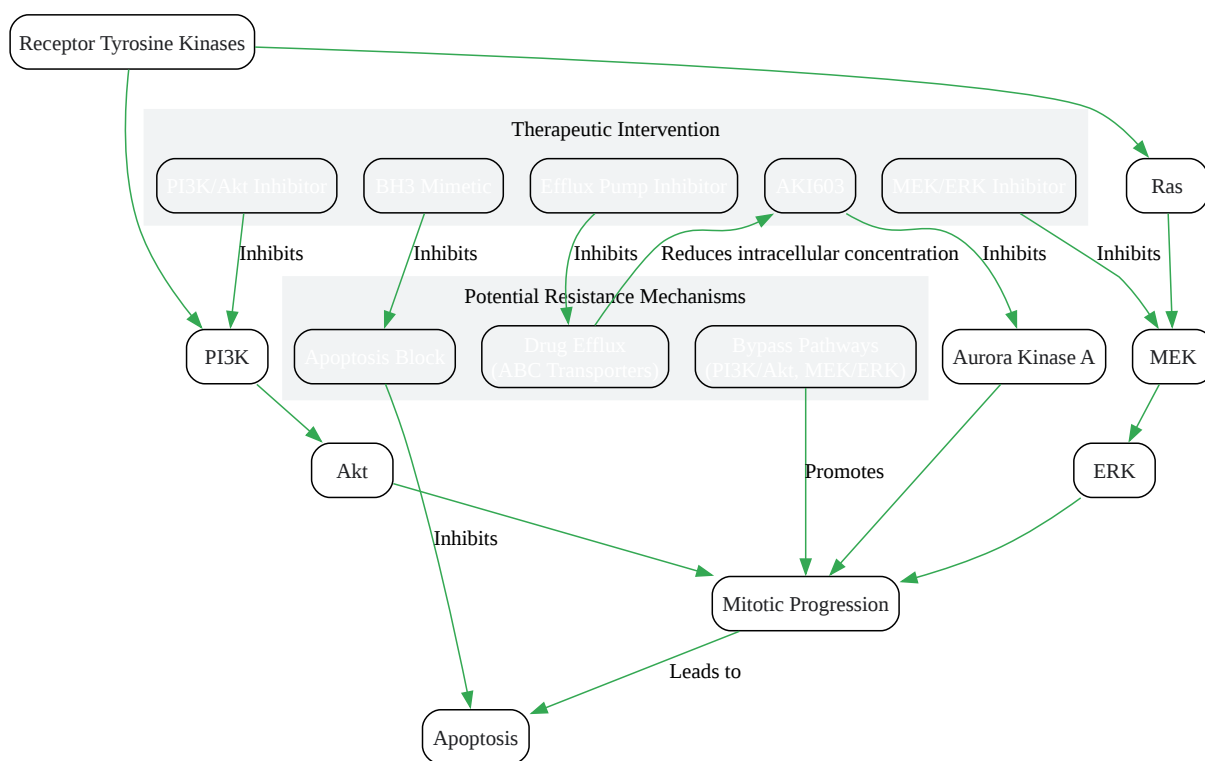 Receptor Tyrosine Kinases
Therapeutic Intervention
PI3K/Akt Inhibitor
BH3 Mimetic
Efflux Pump Inhibitor
AKI603
MEK/ERK Inhibitor
Ras
Inhibits
Inhibits
Inhibits
Reduces intracellular concentration
Inhibits
Inhibits
Potential Resistance Mechanisms
PI3K
Apoptosis Block
Drug Efflux
(ABC Transporters)
Bypass Pathways
(PI3K/Akt, MEK/ERK)
Aurora Kinase A
MEK
Akt
Promotes
ERK
Inhibits
Mitotic Progression
Leads to
Apoptosis